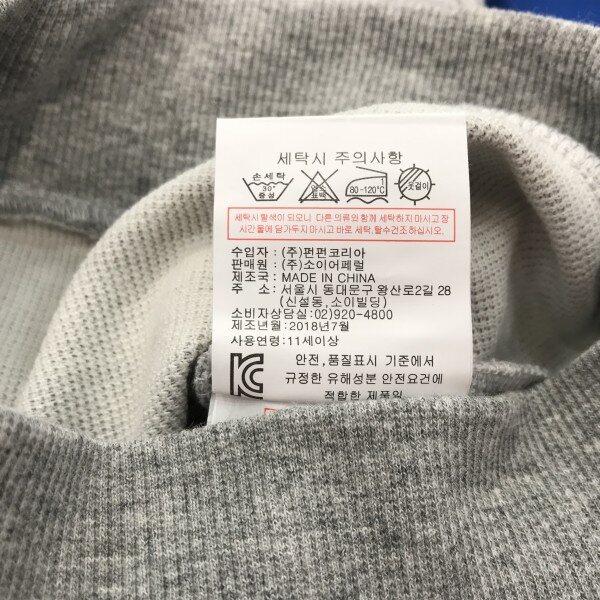 세탁시 주의사항
손세탁
30°
중성
염소
표백
1
80-120°C
옷걸이
세탁시 탈색이 되오니 다른 의류와 함께 세탁하지 마시고 장
시간 물에 담가두지 마시고 바로 세탁.탈수건조하십시오.
수입자 : (주)펀펀코리아
판매원 : (주)소이어페럴
제조국 : MADE IN CHINA
주 소 : 서울시 동대문구 왕산로2길 28
(신설동,소이빌딩)
소비자상담실:02)920-4800
제조년월:2018년7월
사용연령:11세이상
안전,품질표시 기준에서
규정한 유해성분 안전요건에
적합한 제품임